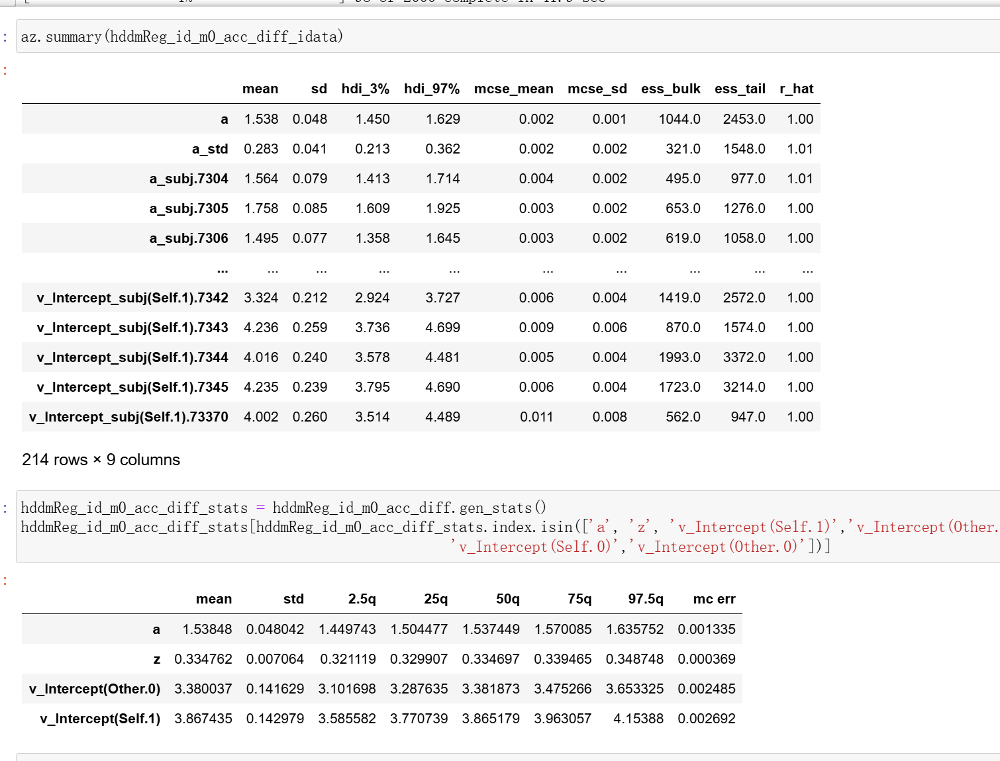 az.summary(hddmReg_id_m0_acc_diff_idata)
mean sd hdi_3% hdi_97% mcse_mean mcse_sd ess_bulk ess_tail r_hat
a 1.538 0.048 1.450 1.629 0.002 0.001 1044.0 2453.0 1.00
a_std 0.283 0.041 0.213 0.362 0.002 0.002 321.0 1548.0 1.01
a_subj.7304 1.564 0.079 1.413 1.714 0.004 0.002 495.0 977.0 1.01
a_subj.7305 1.758 0.085 1.609 1.925 0.003 0.002 653.0 1276.0 1.00
a_subj.7306 1.495 0.077 1.358 1.645 0.003 0.002 619.0 1058.0 1.00
... ... ... ... ... ... ... ... ... ...
v_Intercept_subj(Self.1).7342 3.324 0.212 2.924 3.727 0.006 0.004 1419.0 2572.0 1.00
v_Intercept_subj(Self.1).7343 4.236 0.259 3.736 4.699 0.009 0.006 870.0 1574.0 1.00
v_Intercept_subj(Self.1).7344 4.016 0.240 3.578 4.481 0.005 0.004 1993.0 3372.0 1.00
v_Intercept_subj(Self.1).7345 4.235 0.239 3.795 4.690 0.006 0.004 1723.0 3214.0 1.00
v_Intercept_subj(Self.1).73370 4.002 0.260 3.514 4.489 0.011 0.008 562.0 947.0 1.00
214 rows × 9 columns
hddmReg_id_m0_acc_diff_stats = hddmReg_id_m0_acc_diff.gen_stats()
hddmReg_id_m0_acc_diff_stats[hddmReg_id_m0_acc_diff_stats.index.isin(['a', 'z', 'v_Intercept(Self.1)','v_Intercept(Other.
'v_Intercept(Self.0)','v_Intercept(Other.0)'])]
mean std 2.5q 25q 50q 75q 97.5q mc err
a 1.53848 0.048042 1.449743 1.504477 1.537449 1.570085 1.635752 0.001335
z 0.334762 0.007064 0.321119 0.329907 0.334697 0.339465 0.348748 0.000369
v_Intercept(Other.0) 3.380037 0.141629 3.101698 3.287635 3.381873 3.475266 3.653325 0.002485
v_Intercept(Self.1) 3.867435 0.142979 3.585582 3.770739 3.865179 3.963057 4.15388 0.002692